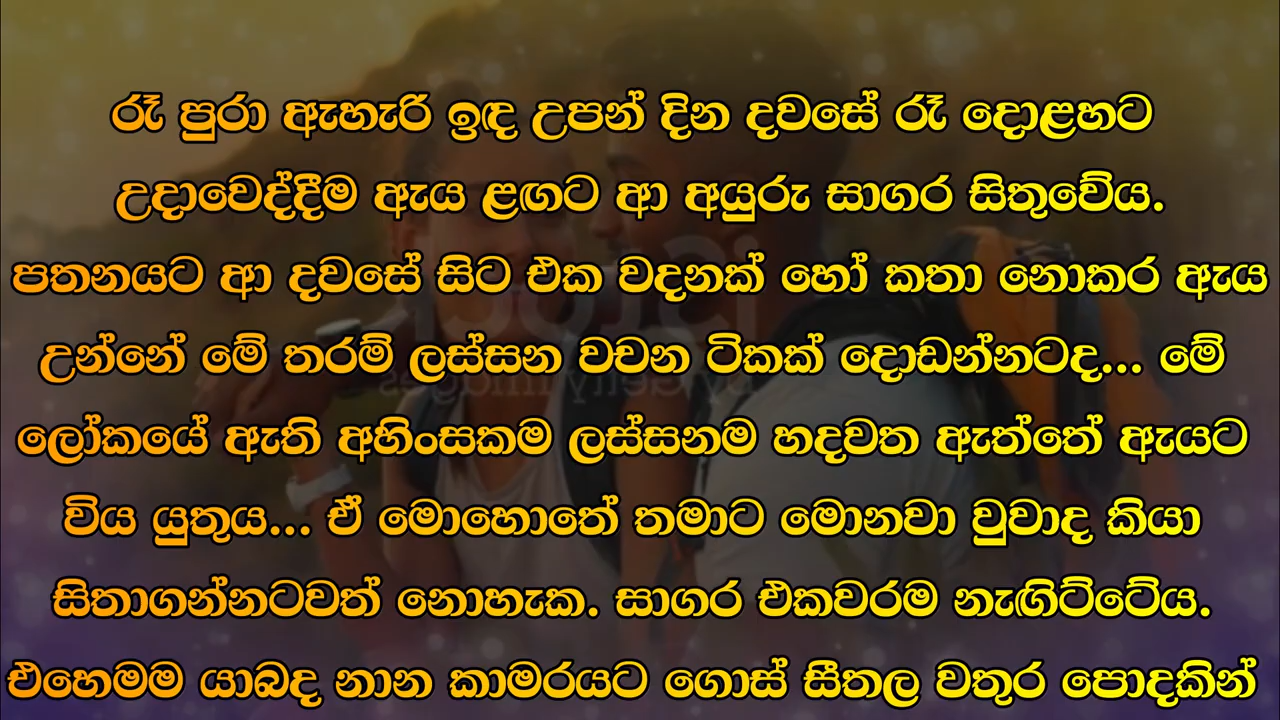 රෑ පුරා ඇහැරි ඉඳ උපන් දින දවසේ රෑ දොළහට
උදාවෙද්දීම ඇය ළඟට ආ අයුරු සාගර සිතුවේය.
පතනයට ආ දවසේ සිට එක වදනක් හෝ කතා නොකර ඇය
උන්නේ මේ තරම් ලස්සන වචන ටිකක් දොඩන්නටද... මේ
ලෝකයේ ඇති අහිංසකම ලස්සනම හදවත ඇත්තේ ඇයට
විය යුතුය... ඒ මොහොතේ තමාට මොනවා වුවාද කියා
සිතාගන්නටවත් නොහැක. සාගර එකවරම නැඟිට්ටේය.
එහෙමම යාබද නාන කාමරයට ගොස් සීතල වතුර පොදකින්